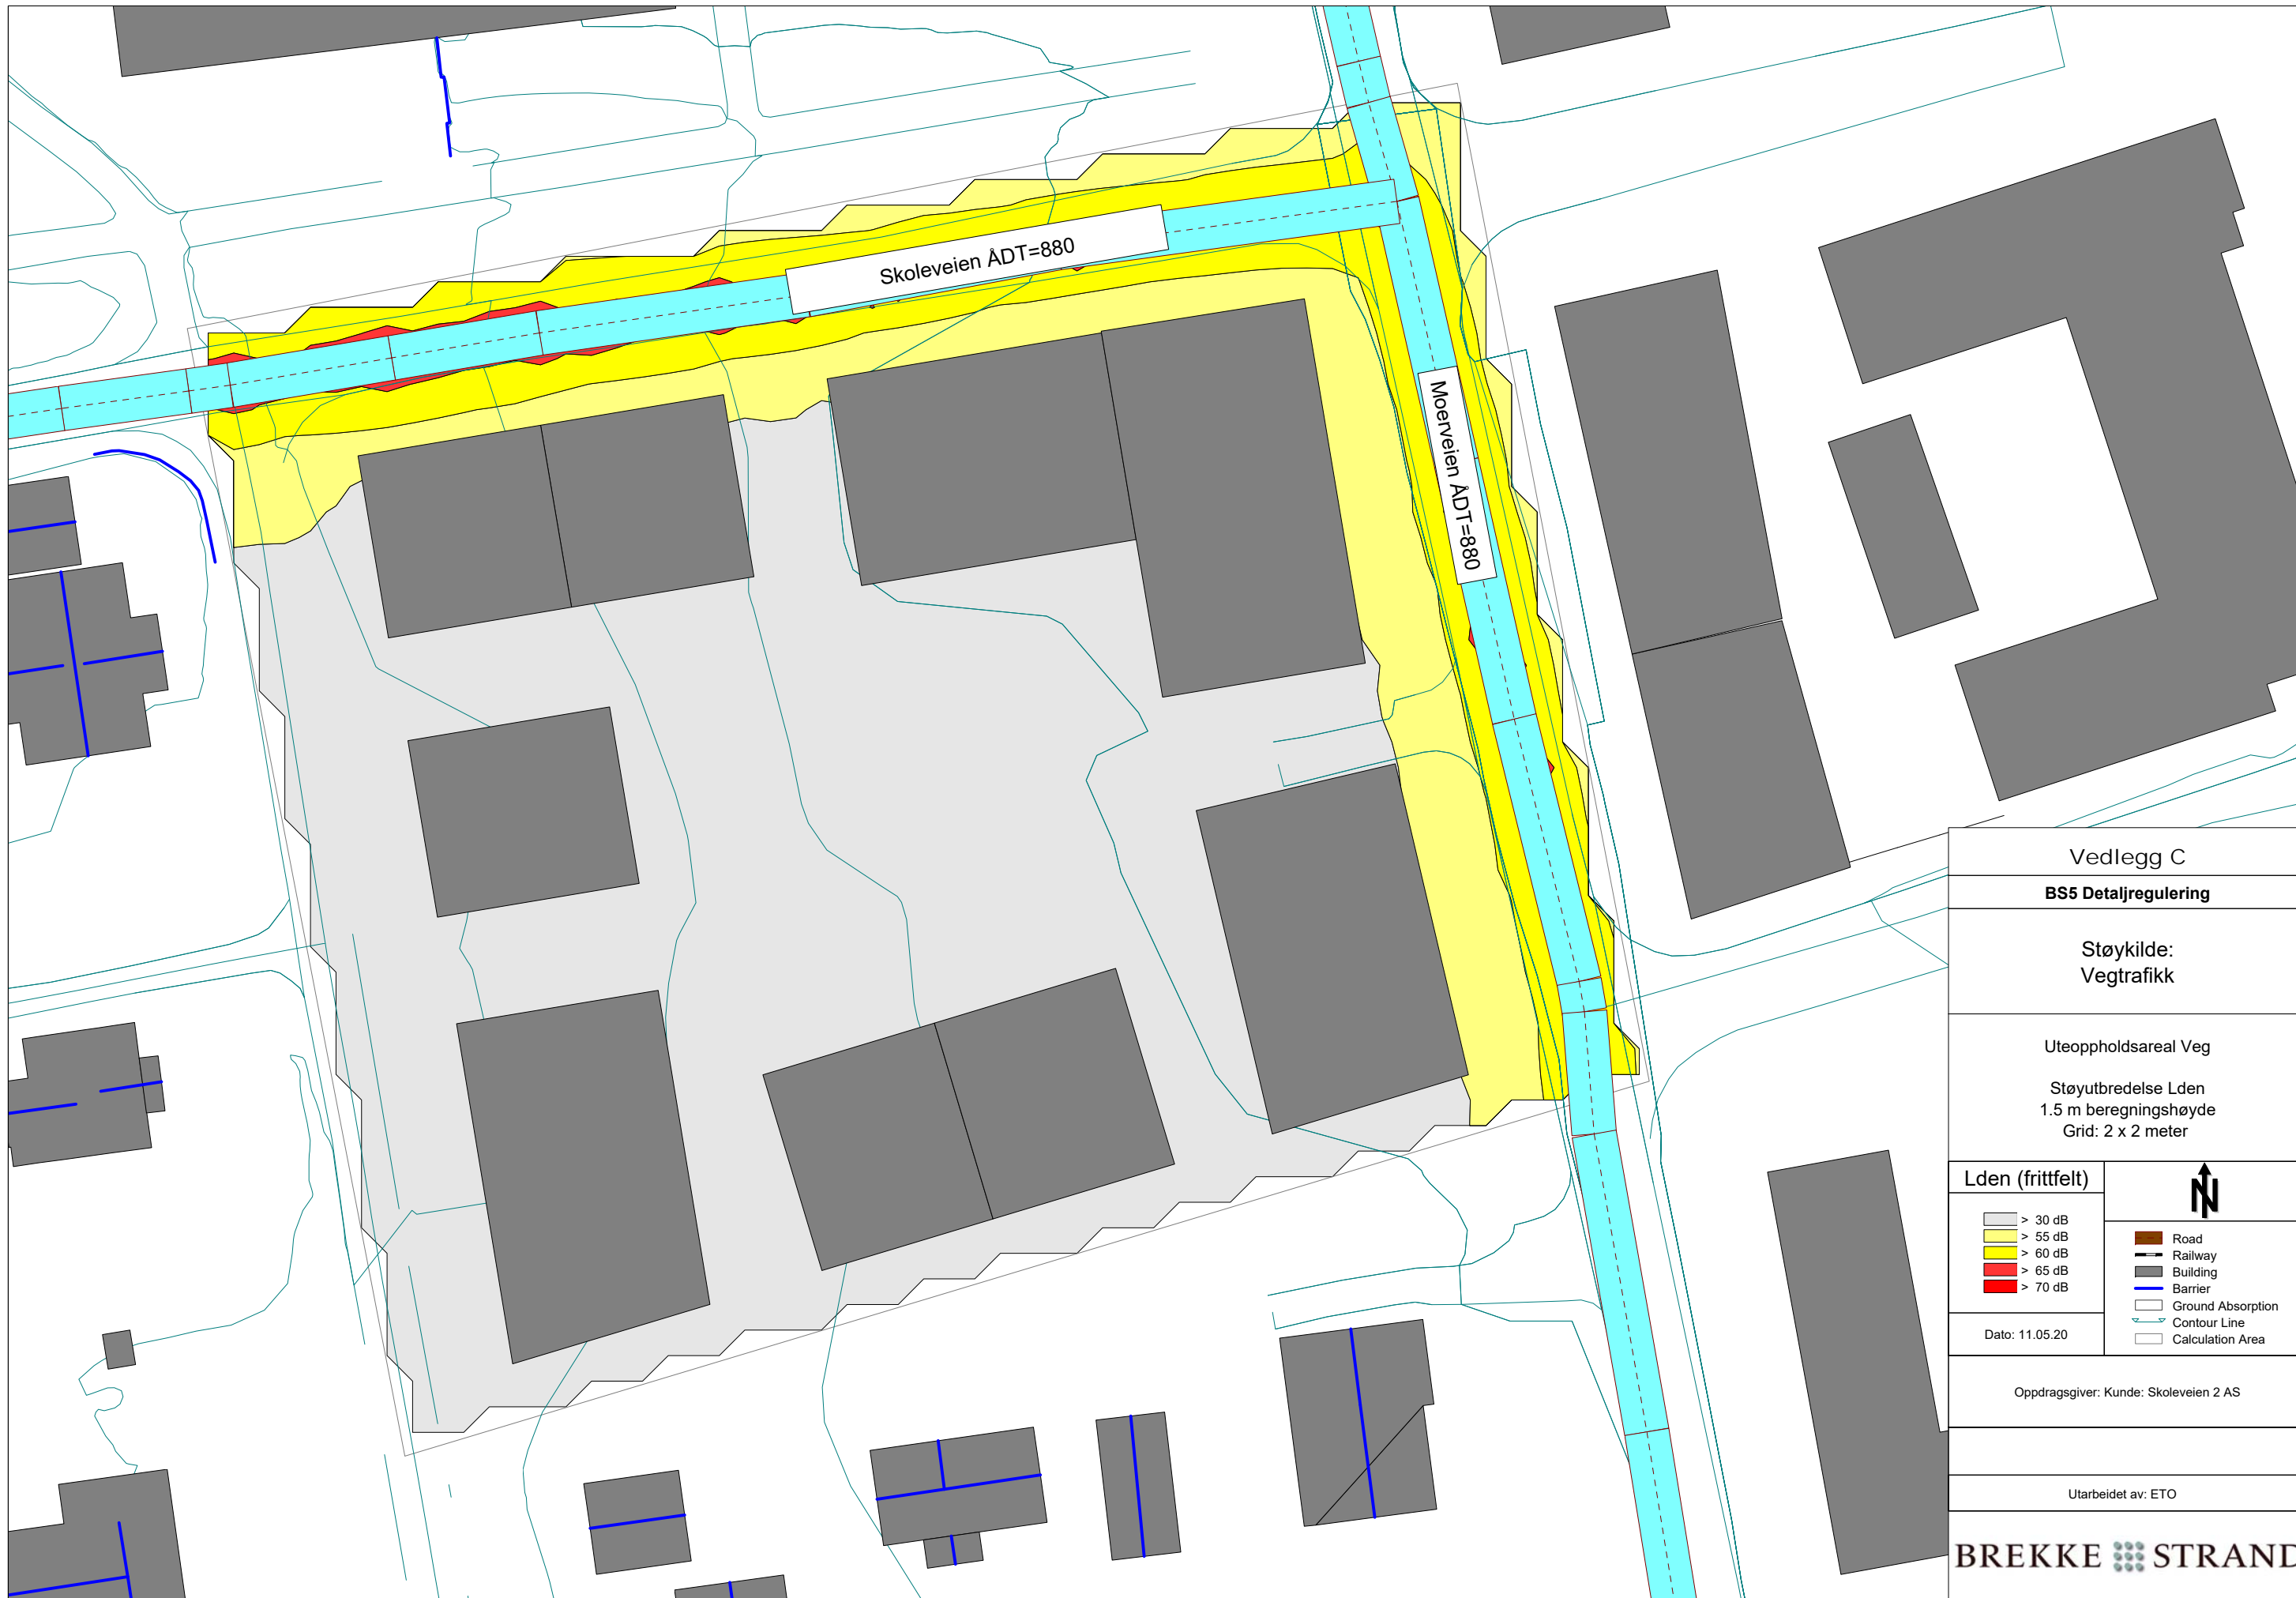 Skoleveien ÅDT=880
Moerveien ÅDT=880
Vedlegg C
BS5 Detaljregulering
Støykilde:
Vegtrafikk
Uteoppholdsareal Veg
Støyutbredelse Lden
1.5 m beregningshøyde
Grid: 2 x 2 meter
Lden (frittfelt)
> 30 dB
> 55 dB
> 60 dB
> 65 dB
> 70 dB
Dato: 11.05.20
N
Road
Railway
Building
Barrier
Ground Absorption
Contour Line
Calculation Area
Oppdragsgiver: Kunde: Skoleveien 2 AS
Utarbeidet av: ETO
BREKKE STRAND